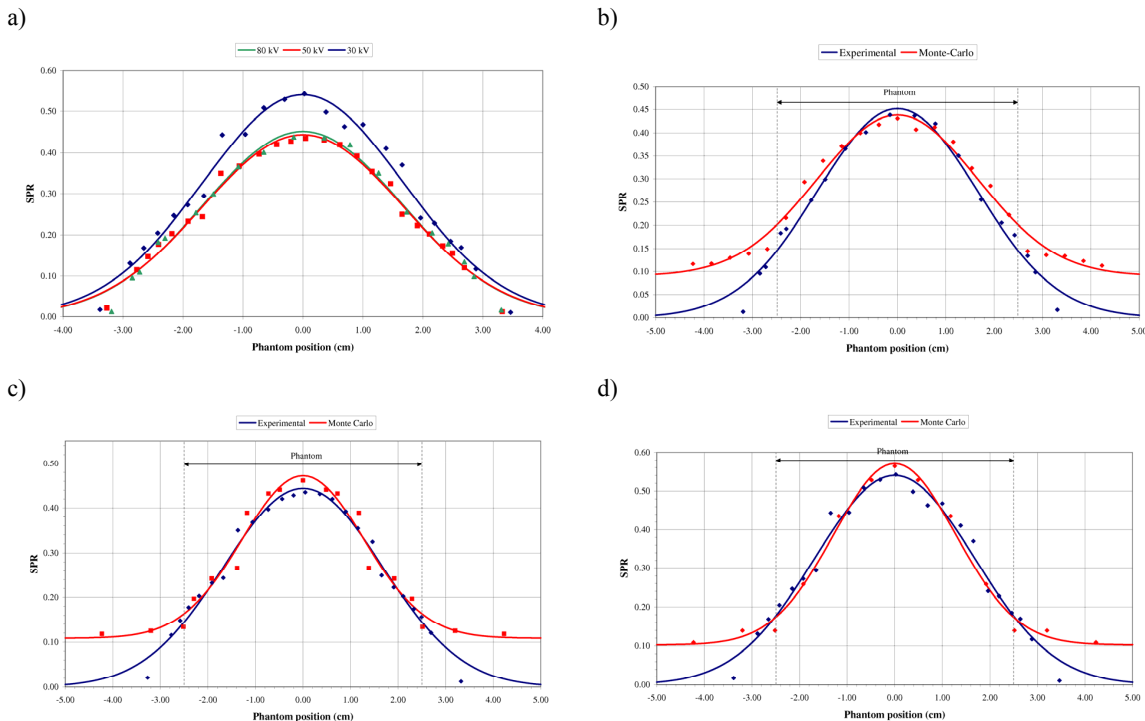 a)
80 kV 50 kV 30 kV
0.60
0.50
0.40
0.30
0.20
0.10
0.00
SPR
-4.00 -3.00 -2.00 -1.00 0.00 1.00 2.00 3.00 4.00
Phantom position (cm)
b)
Experimental Monte-Carlo
Phantom
0.50
0.45
0.40
0.35
0.30
0.25
0.20
0.15
0.10
0.05
0.00
SPR
-5.00 -4.00 -3.00 -2.00 -1.00 0.00 1.00 2.00 3.00 4.00 5.00
Phantom position (cm)
c)
Experimental Monte Carlo
Phantom
0.50
0.40
0.30
0.20
0.10
0.00
SPR
-5.00 -4.00 -3.00 -2.00 -1.00 0.00 1.00 2.00 3.00 4.00 5.00
Phantom position (cm)
d)
Experimental Monte Carlo
Phantom
0.60
0.50
0.40
0.30
0.20
0.10
0.00
SPR
-5.00 -4.00 -3.00 -2.00 -1.00 0.00 1.00 2.00 3.00 4.00 5.00
Phantom position (cm)